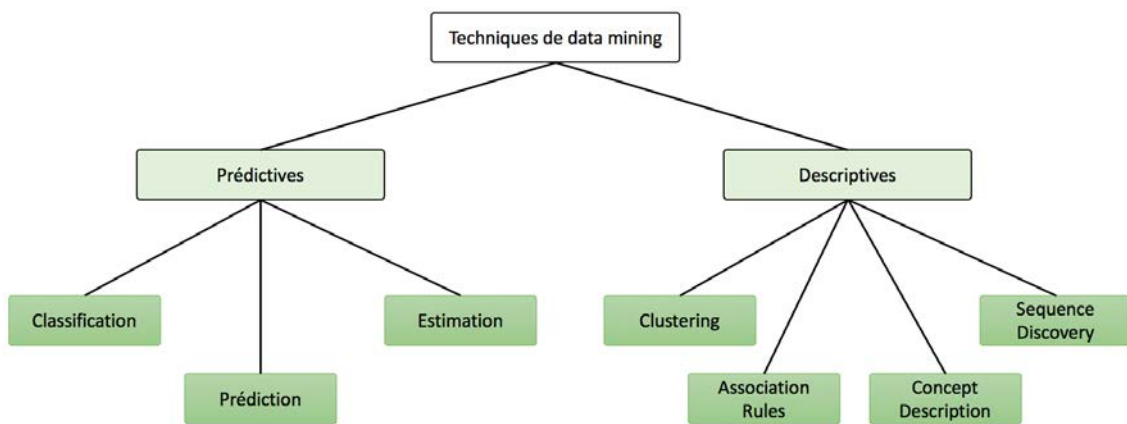 Techniques de data mining
Prédictives
Descriptives
Classification
Estimation
Clustering
Sequence
Discovery
Prédiction
Association
Rules
Concept
Description